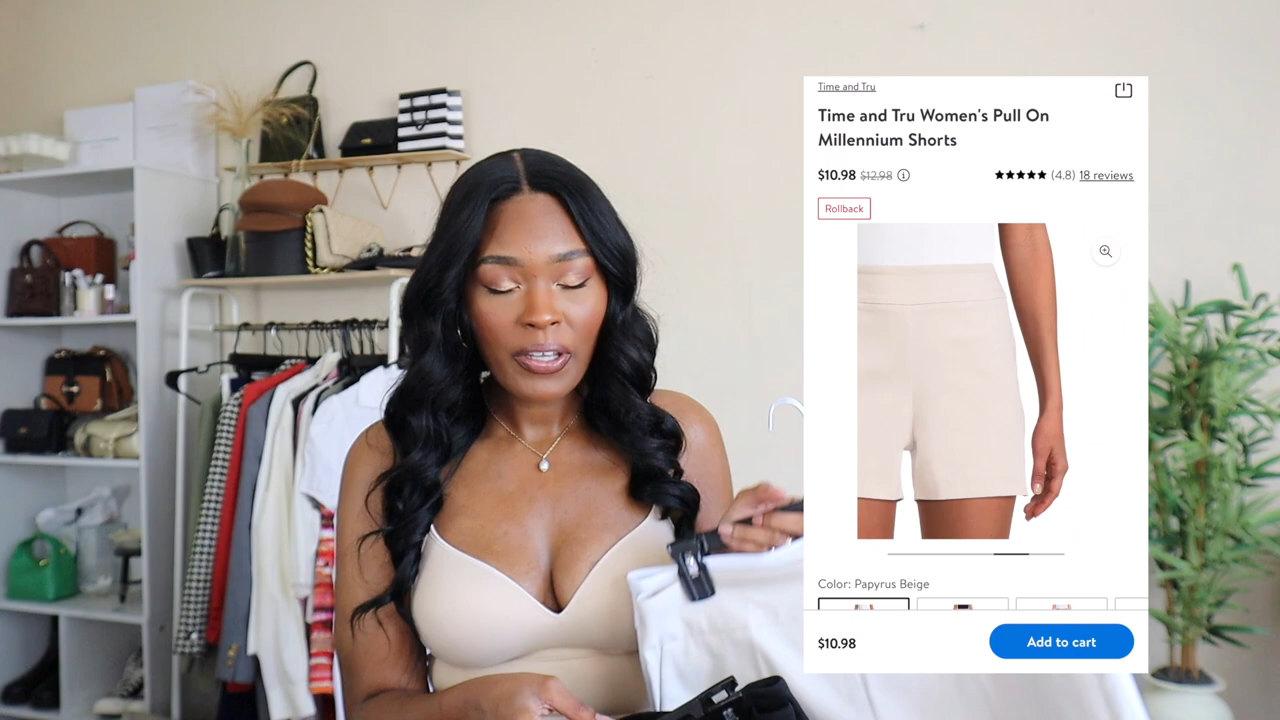 Time and Tru
Time and Tru Women's Pull On
Millennium Shorts
$10.98 $12.98 (4.8) 18 reviews
Rollback
Color: Papyrus Beige
$10.98 Add to cart